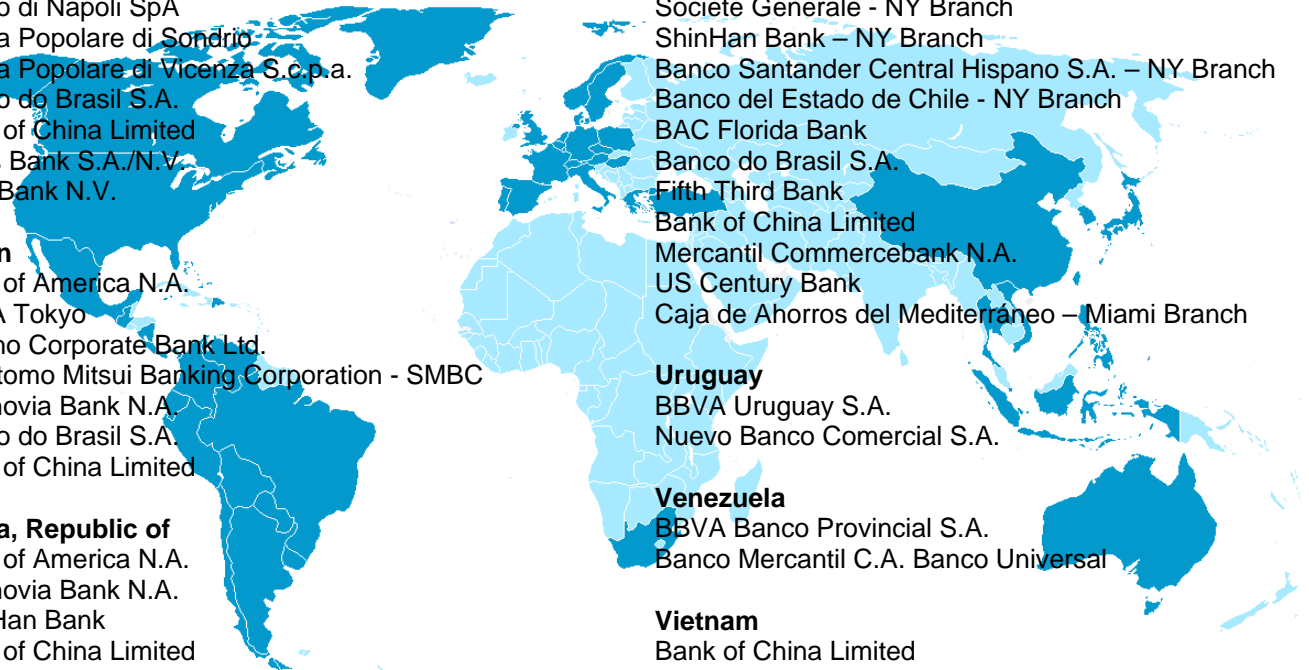 o di Napoli SpA
a Popolare di Sondrio
a Popolare di Vicenza S.c.p.a.
o do Brasil S.A.
of China Limited
s Bank S.A./N.V.
Bank N.V.
n
of America N.A.
A Tokyo
ho Corporate Bank Ltd.
tomo Mitsui Banking Corporation - SMBC
hovia Bank N.A.
o do Brasil S.A.
of China Limited
a, Republic of
of America N.A.
hovia Bank N.A.
Han Bank
of China Limited
Societe Generale - NY Branch
ShinHan Bank – NY Branch
Banco Santander Central Hispano S.A. – NY Branch
Banco del Estado de Chile - NY Branch
BAC Florida Bank
Banco do Brasil S.A.
Fifth Third Bank
Bank of China Limited
Mercantil Commercebank N.A.
US Century Bank
Caja de Ahorros del Mediterráneo – Miami Branch
Uruguay
BBVA Uruguay S.A.
Nuevo Banco Comercial S.A.
Venezuela
BBVA Banco Provincial S.A.
Banco Mercantil C.A. Banco Universal
Vietnam
Bank of China Limited